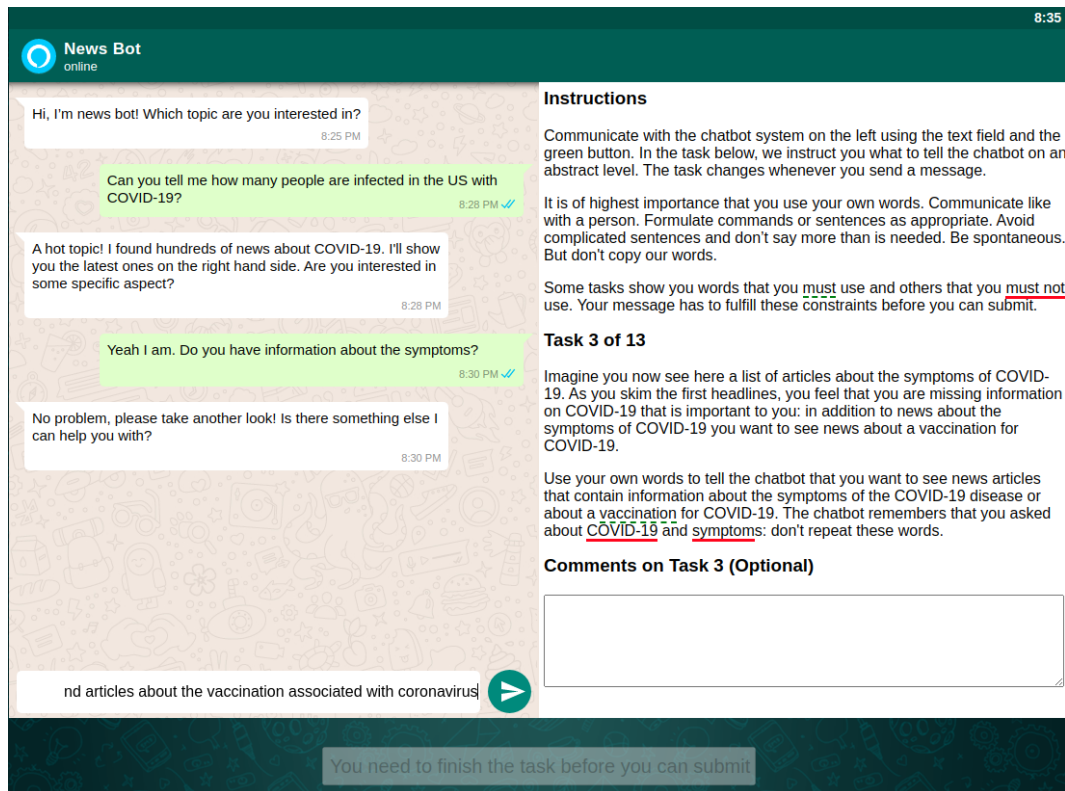 8:35
News Bot
online
Hi, I'm news bot! Which topic are you interested in?
8:25 PM
Can you tell me how many people are infected in the US with
COVID-19?
8:28 PM
A hot topic! I found hundreds of news about COVID-19. I'll show
you the latest ones on the right hand side. Are you interested in
some specific aspect?
8:28 PM
Yeah I am. Do you have information about the symptoms?
8:30 PM
No problem, please take another look! Is there something else I
can help you with?
8:30 PM
nd articles about the vaccination associated with coronavirus
Instructions
Communicate with the chatbot system on the left using the text field and the
green button. In the task below, we instruct you what to tell the chatbot on an
abstract level. The task changes whenever you send a message.
It is of highest importance that you use your own words. Communicate like
with a person. Formulate commands or sentences as appropriate. Avoid
complicated sentences and don't say more than is needed. Be spontaneous.
But don't copy our words.
Some tasks show you words that you must use and others that you must not
use. Your message has to fulfill these constraints before you can submit.
Task 3 of 13
Imagine you now see here a list of articles about the symptoms of COVID-
19. As you skim the first headlines, you feel that you are missing information
on COVID-19 that is important to you: in addition to news about the
symptoms of COVID-19 you want to see news about a vaccination for
COVID-19.
Use your own words to tell the chatbot that you want to see news articles
that contain information about the symptoms of the COVID-19 disease or
about a vaccination for COVID-19. The chatbot remembers that you asked
about COVID-19 and symptoms: don't repeat these words.
Comments on Task 3 (Optional)
You need to finish the task before you can submit